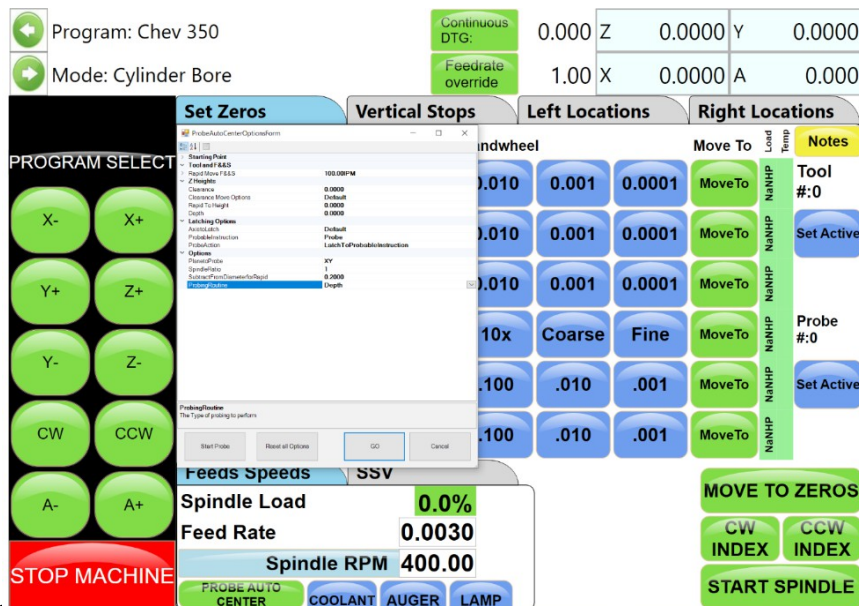 Program: Chev 350
Continuous DTG:
0.000 Z 0.0000 Y 0.0000
Mode: Cylinder Bore
Feedrate override
1.00 X 0.0000 A 0.000
Set Zeros
Vertical Stops
Left Locations
Right Locations
ProbeAutoCenterOptionsForm
Starting Point
Tool and F&&S
Rapid Move F&&S 100.00IPM
Z Heights
Clearance 0.0000
Clearance Move Options Default
Rapid To Height 0.0000
Depth 0.0000
Latching Options
AxistoLatch Default
ProbableInstruction Probe
ProbeAction LatchToProbableInstruction
Options
PlanetoProbe XY
SpindleRatio 1
SubtractFromDiameterforRapid 0.2000
ProbingRoutine Depth
ProbingRoutine
The Type of probing to perform
Start Probe
Reset all Options
GO
Cancel
ndwheel
Move To
Load
Temp
Notes
PROGRAM SELECT
X- X+
Y+ Z+
Y- Z-
CW CCW
A- A+
STOP MACHINE
0.010 0.001 0.0001 MoveTo NaNHP
0.010 0.001 0.0001 MoveTo NaNHP
0.010 0.001 0.0001 MoveTo NaNHP
10x Coarse Fine MoveTo NaNHP
.100 .010 .001 MoveTo NaNHP
.100 .010 .001 MoveTo NaNHP
Tool
#:0
Set Active
Probe
#:0
Set Active
Feeds Speeds
SSV
Spindle Load 0.0%
Feed Rate 0.0030
Spindle RPM 400.00
PROBE AUTO CENTER
COOLANT
AUGER
LAMP
MOVE TO ZEROS
CW INDEX
CCW INDEX
START SPINDLE